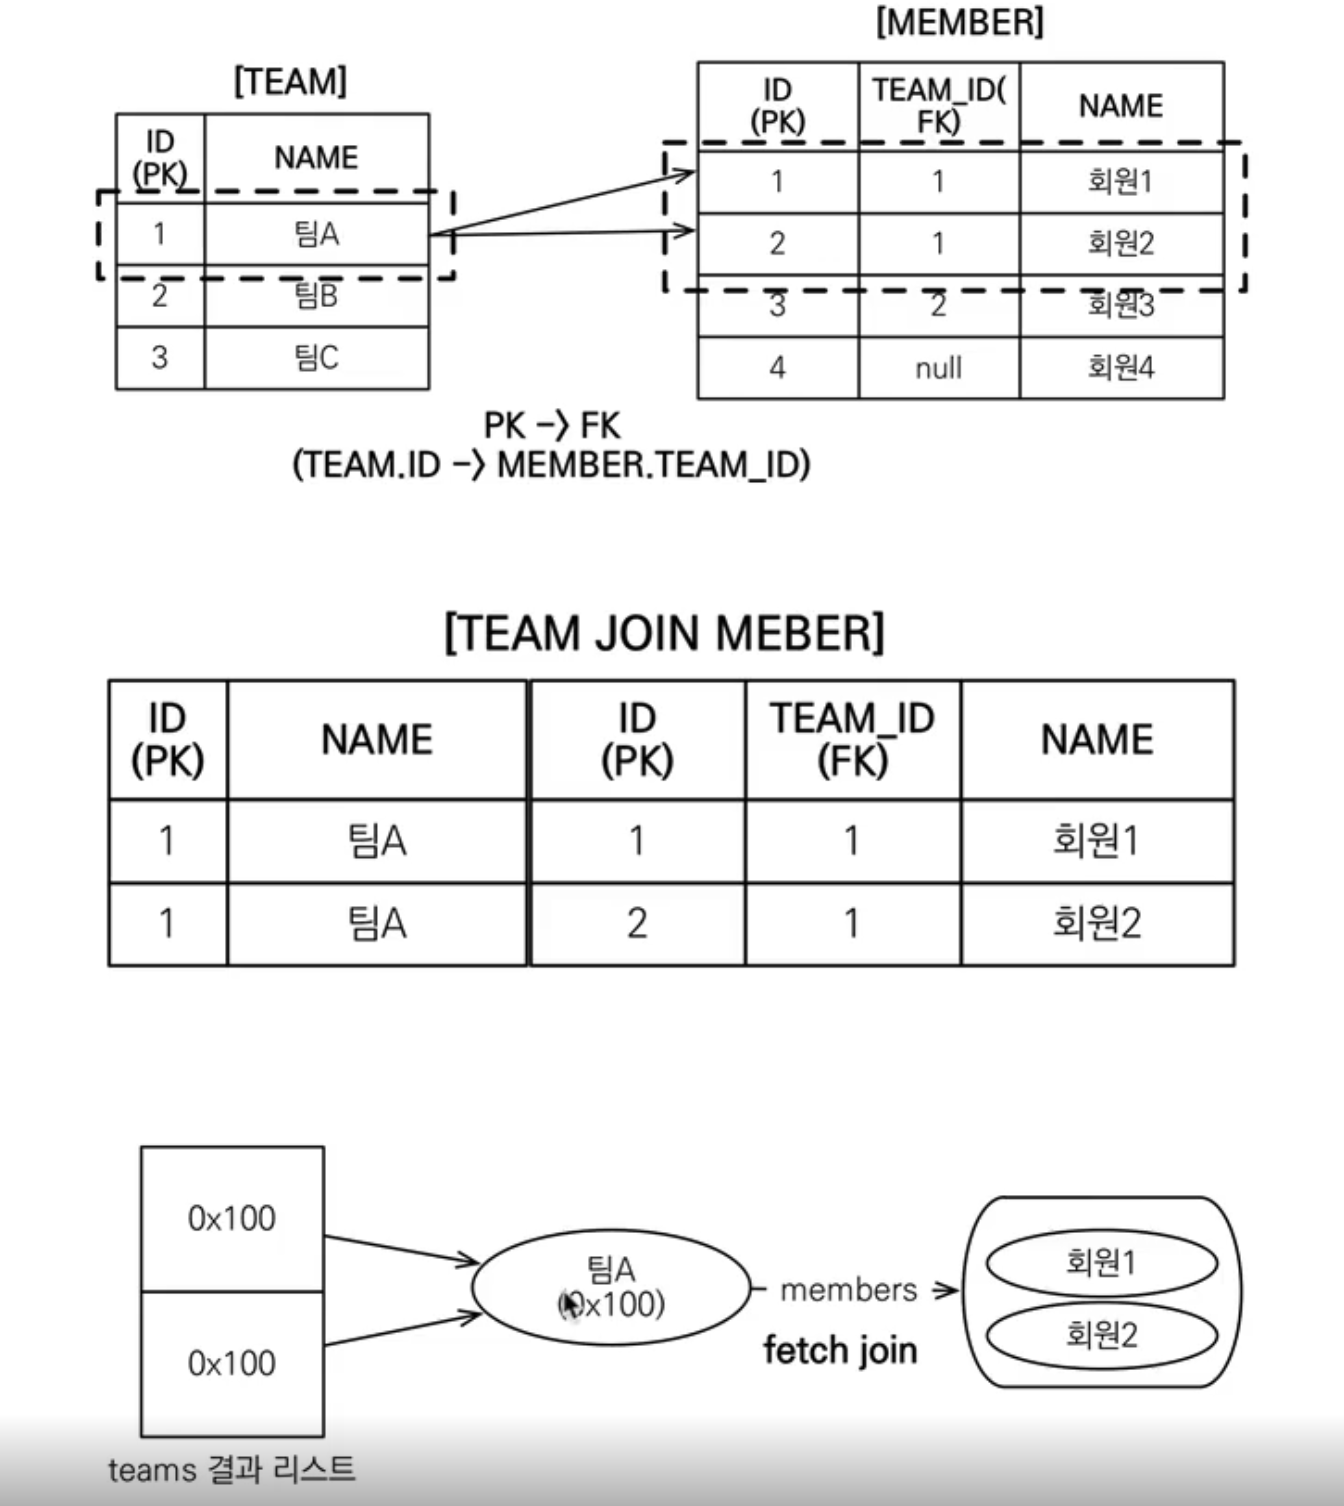 [TEAM]
ID
(PK)
NAME
1
팀A
2
팀B
3
팀C
[MEMBER]
ID
(PK)
TEAM_ID(
FK)
NAME
1
1
회원1
2
1
회원2
3
2
회원3
4
null
회원4
PK -> FK
(TEAM.ID -> MEMBER.TEAM_ID)
[TEAM JOIN MEBER]
ID
(PK)
NAME
ID
(PK)
TEAM_ID
(FK)
NAME
1
팀A
1
1
회원1
1
팀A
2
1
회원2
0x100
0x100
teams 결과 리스트
팀A
(0x100)
members
fetch join
회원1
회원2